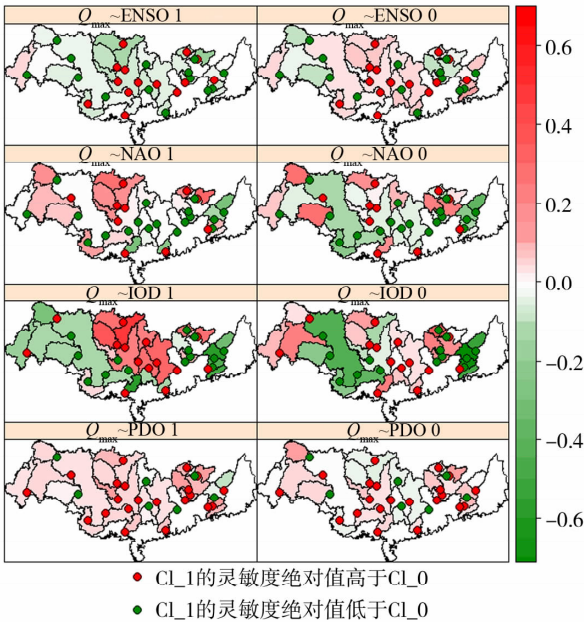 Qmax~ENSO 1
Qmax~ENSO 0
Qmax~NAO 1
Qmax~NAO 0
Qmax~IOD 1
Qmax~IOD 0
Qmax~PDO 1
Qmax~PDO 0
0.6
0.4
0.2
0.0
−0.2
−0.4
−0.6
Cl_1的灵敏度绝对值高于Cl_0
Cl_1的灵敏度绝对值低于Cl_0